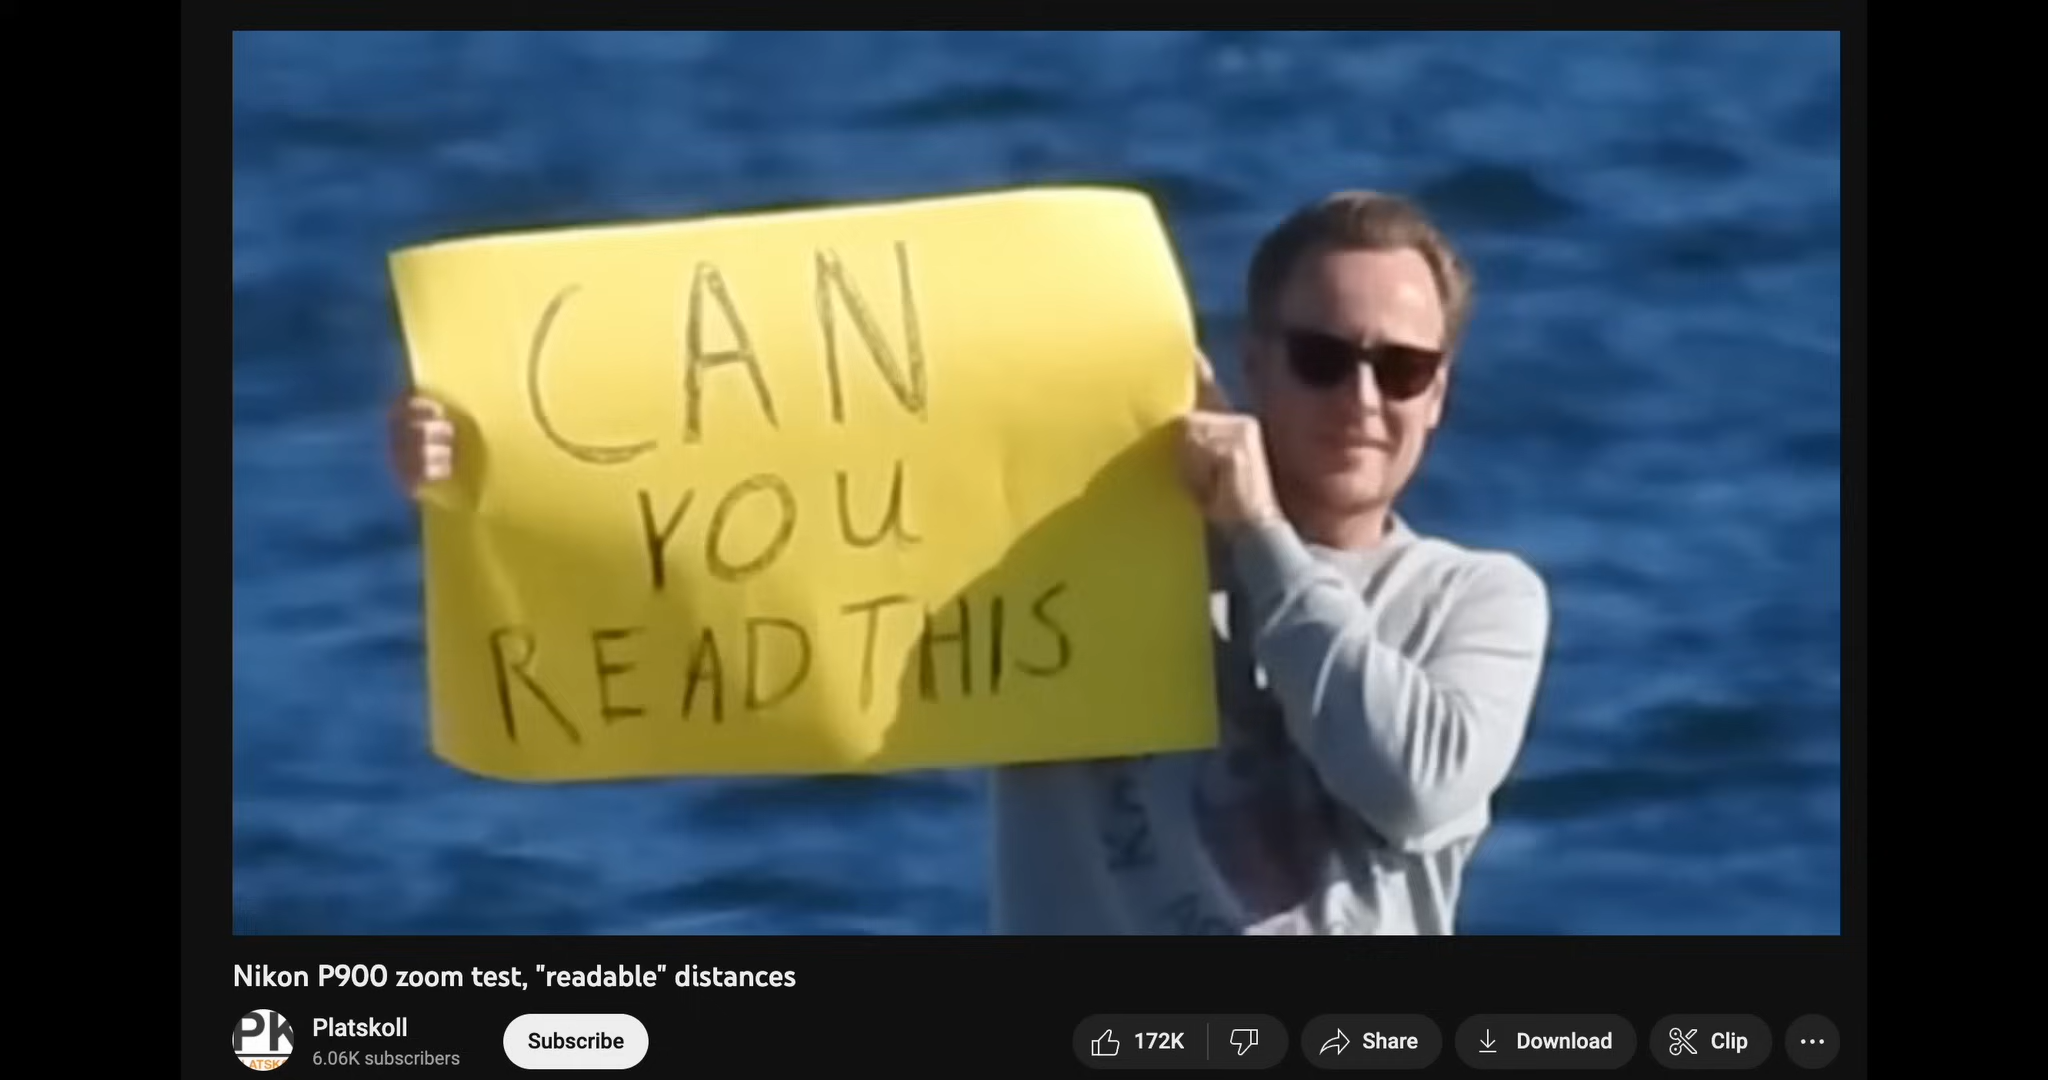 CAN
YOU
READ THIS
Nikon P900 zoom test, "readable" distances
PK
Platskoll
6.06K subscribers
Subscribe
172K
Share
Download
Clip